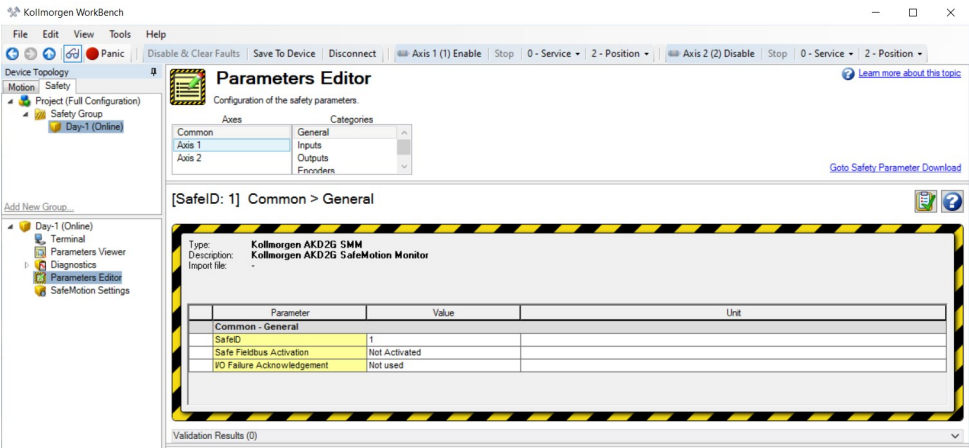 Kollmorgen WorkBench
File Edit View Tools Help
Panic Disable & Clear Faults Save To Device Disconnect Axis 1 (1) Enable Stop 0 - Service 2 - Position Axis 2 (2) Disable Stop 0 - Service 2 - Position
Device Topology
Motion Safety
Project (Full Configuration)
Safety Group
Day-1 (Online)
Add New Group...
Day-1 (Online)
Terminal
Parameters Viewer
Diagnostics
Parameters Editor
SafeMotion Settings
Parameters Editor
Learn more about this topic
Configuration of the safety parameters.
Axes Categories
Common General
Axis 1 Inputs
Axis 2 Outputs
Encoders
Goto Safety Parameter Download
[SafeID: 1] Common > General
Type: Kollmorgen AKD2G SMM
Description: Kollmorgen AKD2G SafeMotion Monitor
Import file: -
Parameter Value Unit
Common - General
SafeID 1
Safe Fieldbus Activation Not Activated
I/O Failure Acknowledgement Not used
Validation Results (0)